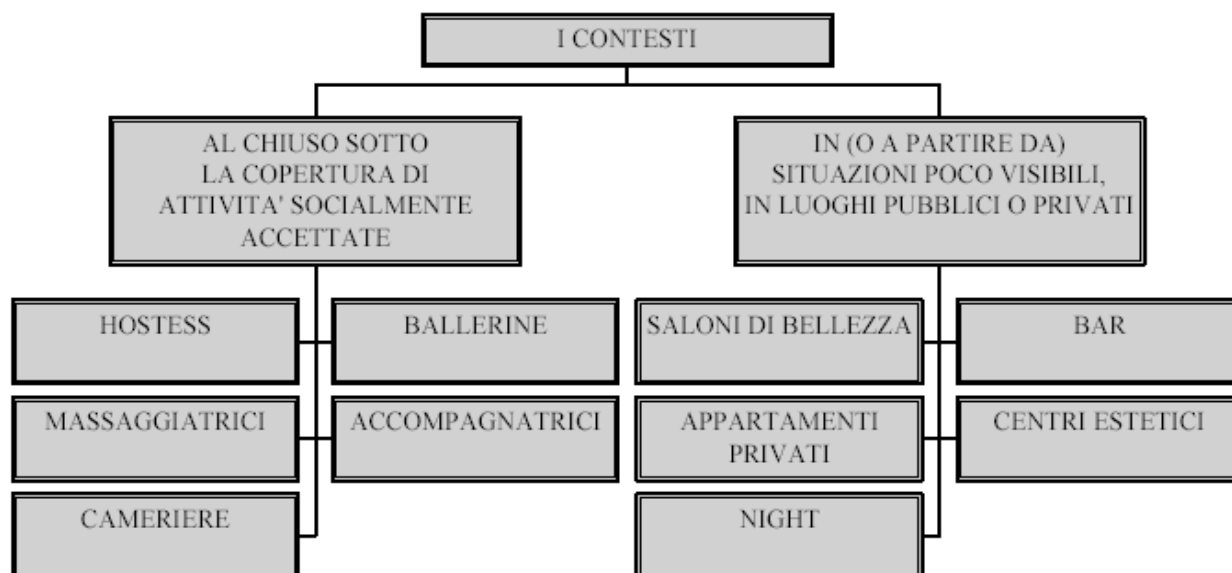 I CONTESTI
AL CHIUSO SOTTO
LA COPERTURA DI
ATTIVITA' SOCIALMENTE
ACCETTATE
IN (O A PARTIRE DA)
SITUAZIONI POCO VISIBILI,
IN LUOGHI PUBBLICI O PRIVATI
HOSTESS
BALLERINE
MASSAGGIATRICI
ACCOMPAGNATRICI
CAMERIERE
SALONI DI BELLEZZA
BAR
APPARTAMENTI
PRIVATI
CENTRI ESTETICI
NIGHT